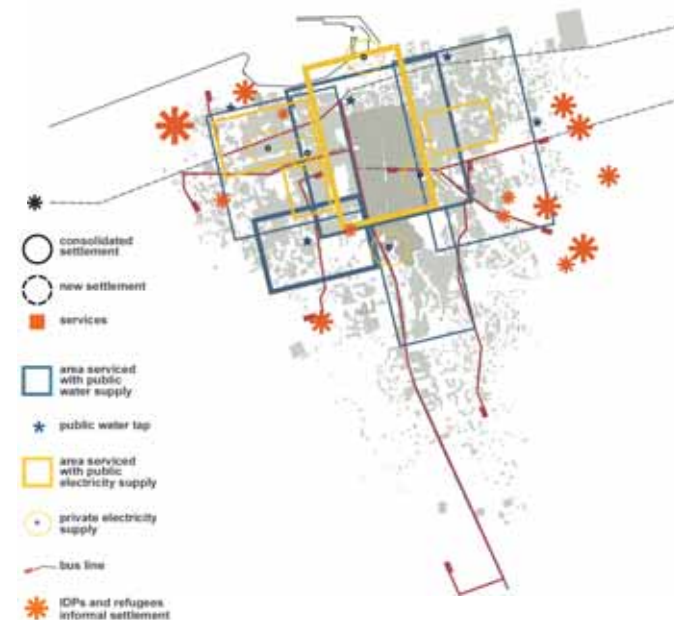 consolidated
settlement
new settlement
services
area serviced
with public
water supply
public water tap
area serviced
with public
electricity supply
private electricity
supply
bus line
IDPs and refugees
informal settlement